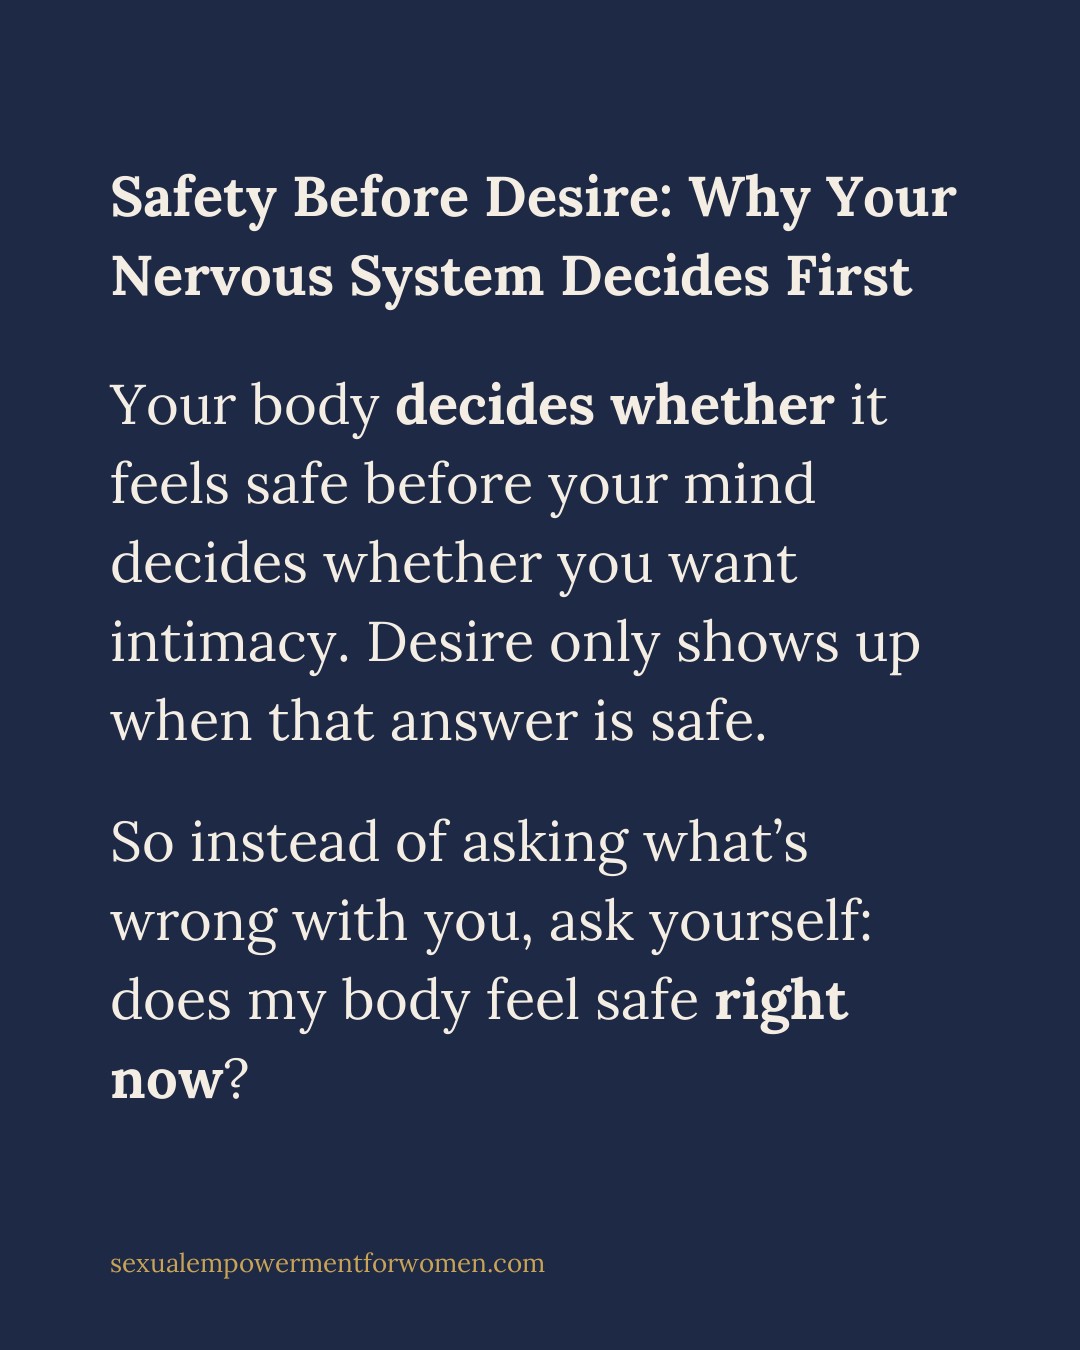 Safety Before Desire: Why Your
Nervous System Decides First
Your body decides whether it
feels safe before your mind
decides whether you want
intimacy. Desire only shows up
when that answer is safe.
So instead of asking what’s
wrong with you, ask yourself:
does my body feel safe right
now?
sexualempowermentforwomen.com